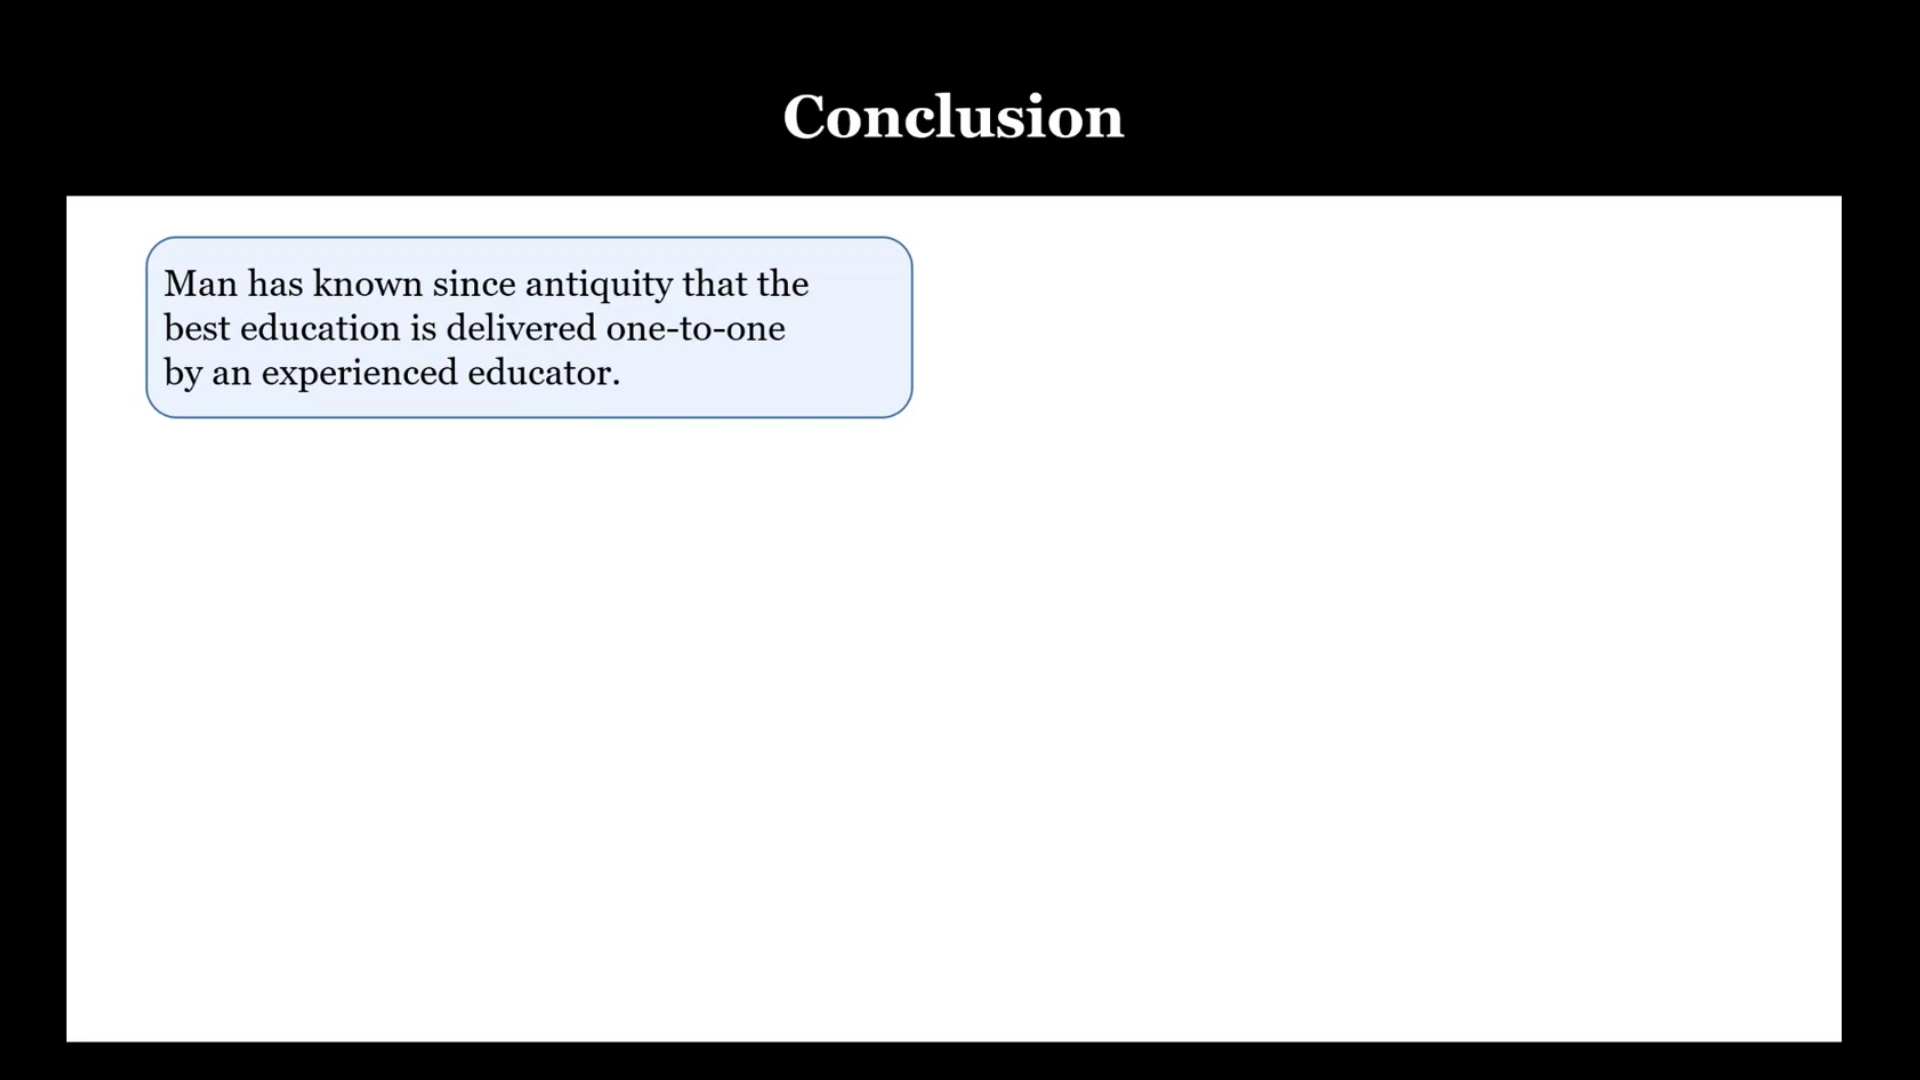 Conclusion
Man has known since antiquity that the
best education is delivered one-to-one
by an experienced educator.